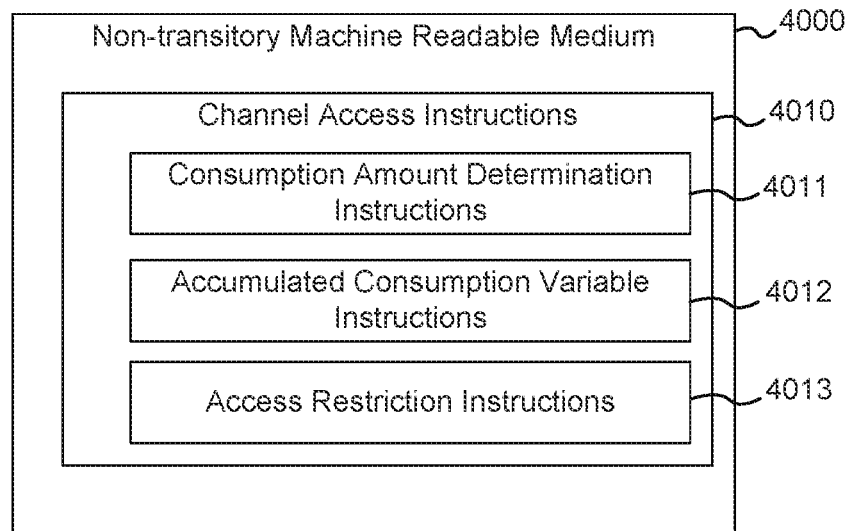 Non-transitory Machine Readable Medium
4000
Channel Access Instructions
4010
Consumption Amount Determination
Instructions
4011
Accumulated Consumption Variable
Instructions
4012
Access Restriction Instructions
4013